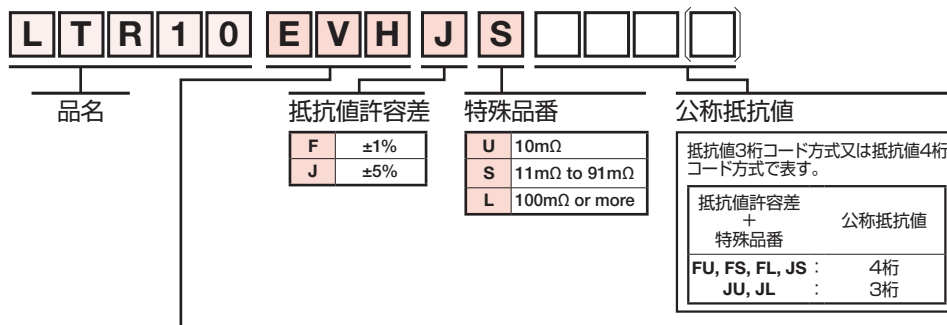 LTR10 EVH J S
品名
抵抗値許容差
F ±1%
J ±5%
特殊品番
U 10mΩ
S 11mΩ to 91mΩ
L 100mΩ or more
公称抵抗値
抵抗値3桁コード方式又は抵抗値4桁
コード方式で表す。
抵抗値許容差
+
特殊品番
公称抵抗値
FU, FS, FL, JS : 4桁
JU, JL : 3桁